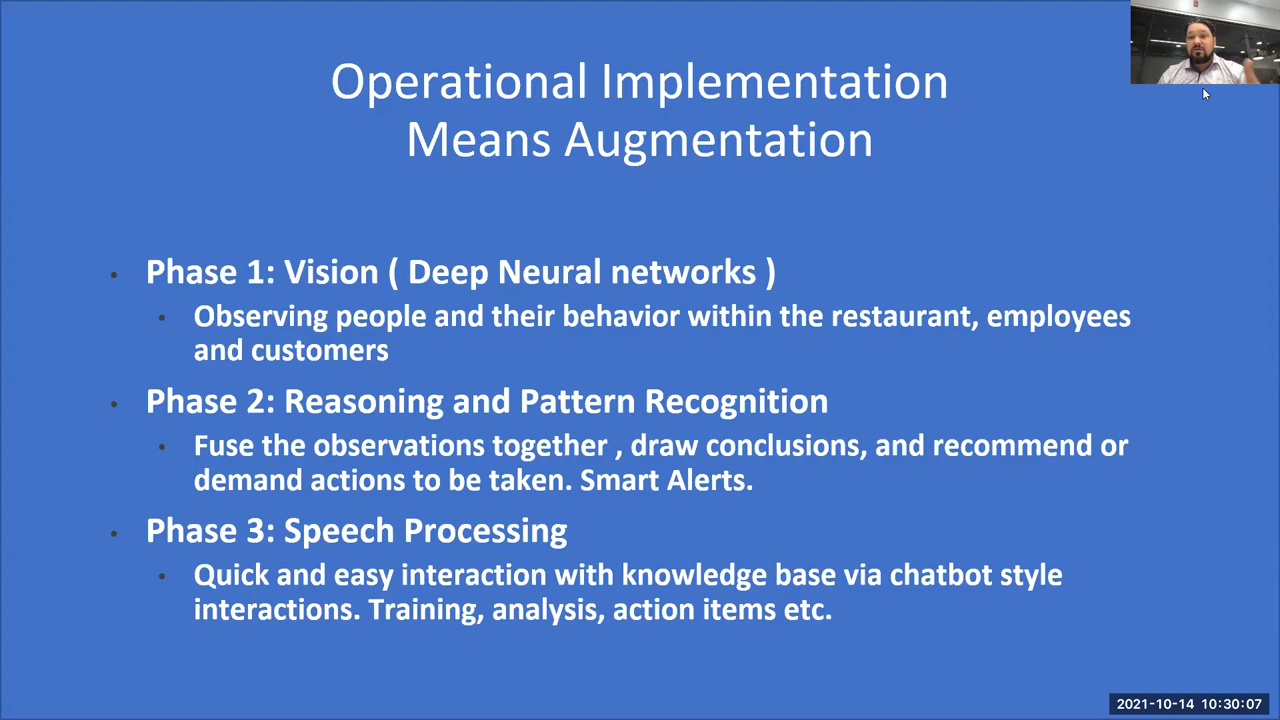 Operational Implementation
Means Augmentation
• Phase 1: Vision ( Deep Neural networks )
• Observing people and their behavior within the restaurant, employees
and customers
• Phase 2: Reasoning and Pattern Recognition
• Fuse the observations together , draw conclusions, and recommend or
demand actions to be taken. Smart Alerts.
• Phase 3: Speech Processing
• Quick and easy interaction with knowledge base via chatbot style
interactions. Training, analysis, action items etc.
2021-10-14 10:30:07